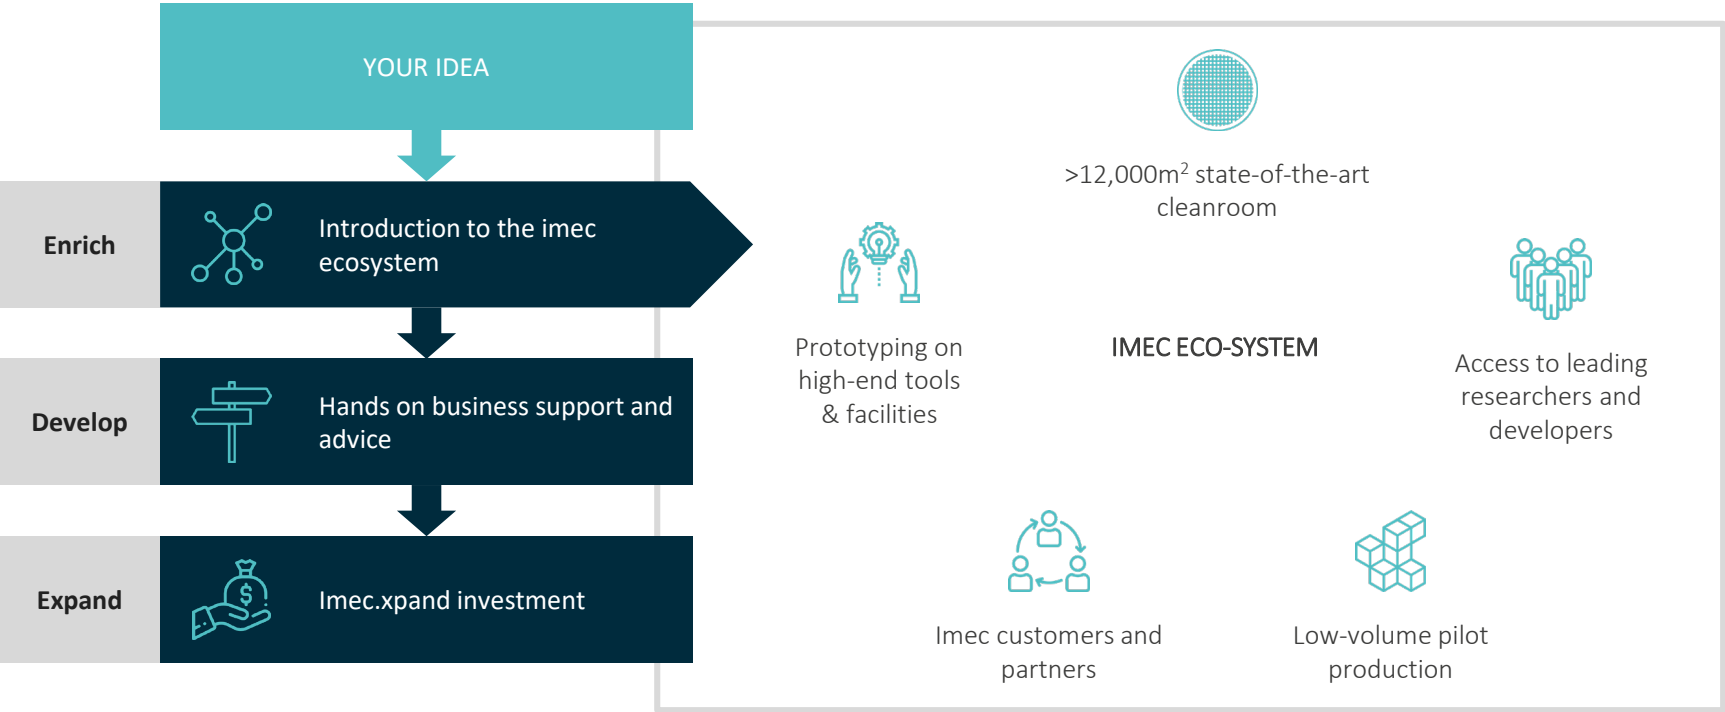 YOUR IDEA
Enrich
Introduction to the imec
ecosystem
Develop
Hands on business support and
advice
Expand
$
Imec.xpand investment
>12,000m² state-of-the-art
cleanroom
Prototyping on
high-end tools
& facilities
IMEC ECO-SYSTEM
Access to leading
researchers and
developers
Imec customers and
partners
Low-volume pilot
production